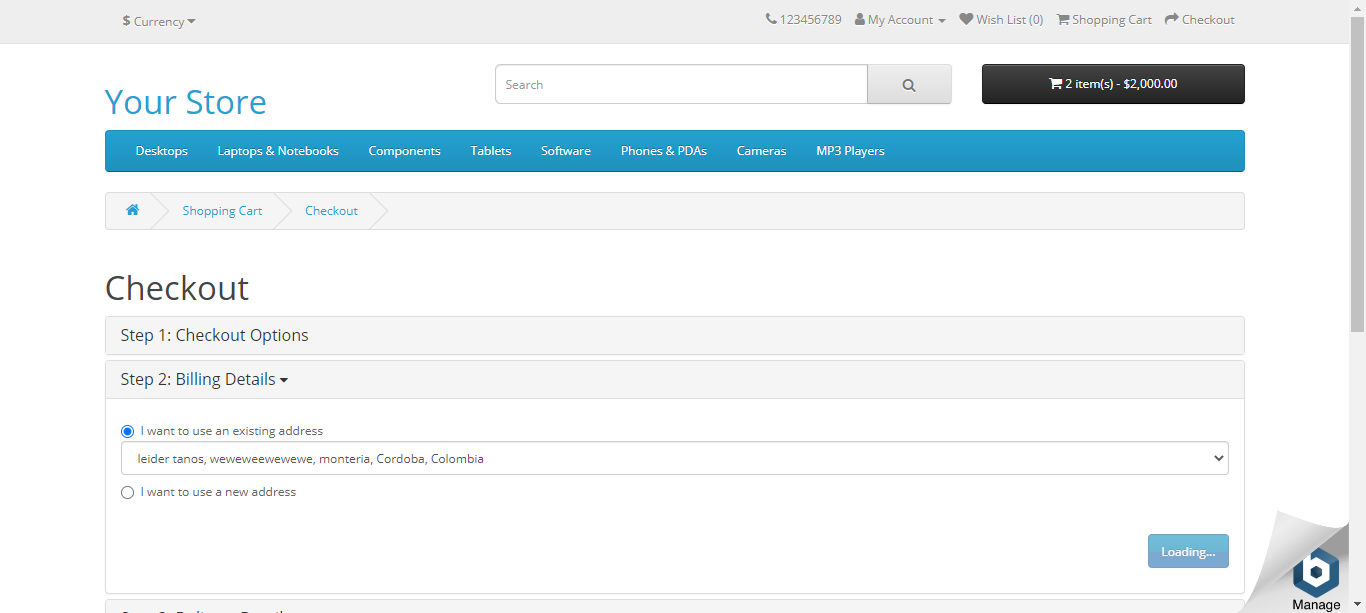 $ Currency
123456789 My Account Wish List (0) Shopping Cart Checkout
Your Store
Search
2 item(s) - $2,000.00
Desktops Laptops & Notebooks Components Tablets Software Phones & PDAs Cameras MP3 Players
Shopping Cart Checkout
Checkout
Step 1: Checkout Options
Step 2: Billing Details
I want to use an existing address
leider tanos, weweweewewewe, monteria, Cordoba, Colombia
I want to use a new address
Loading...
b
Manage